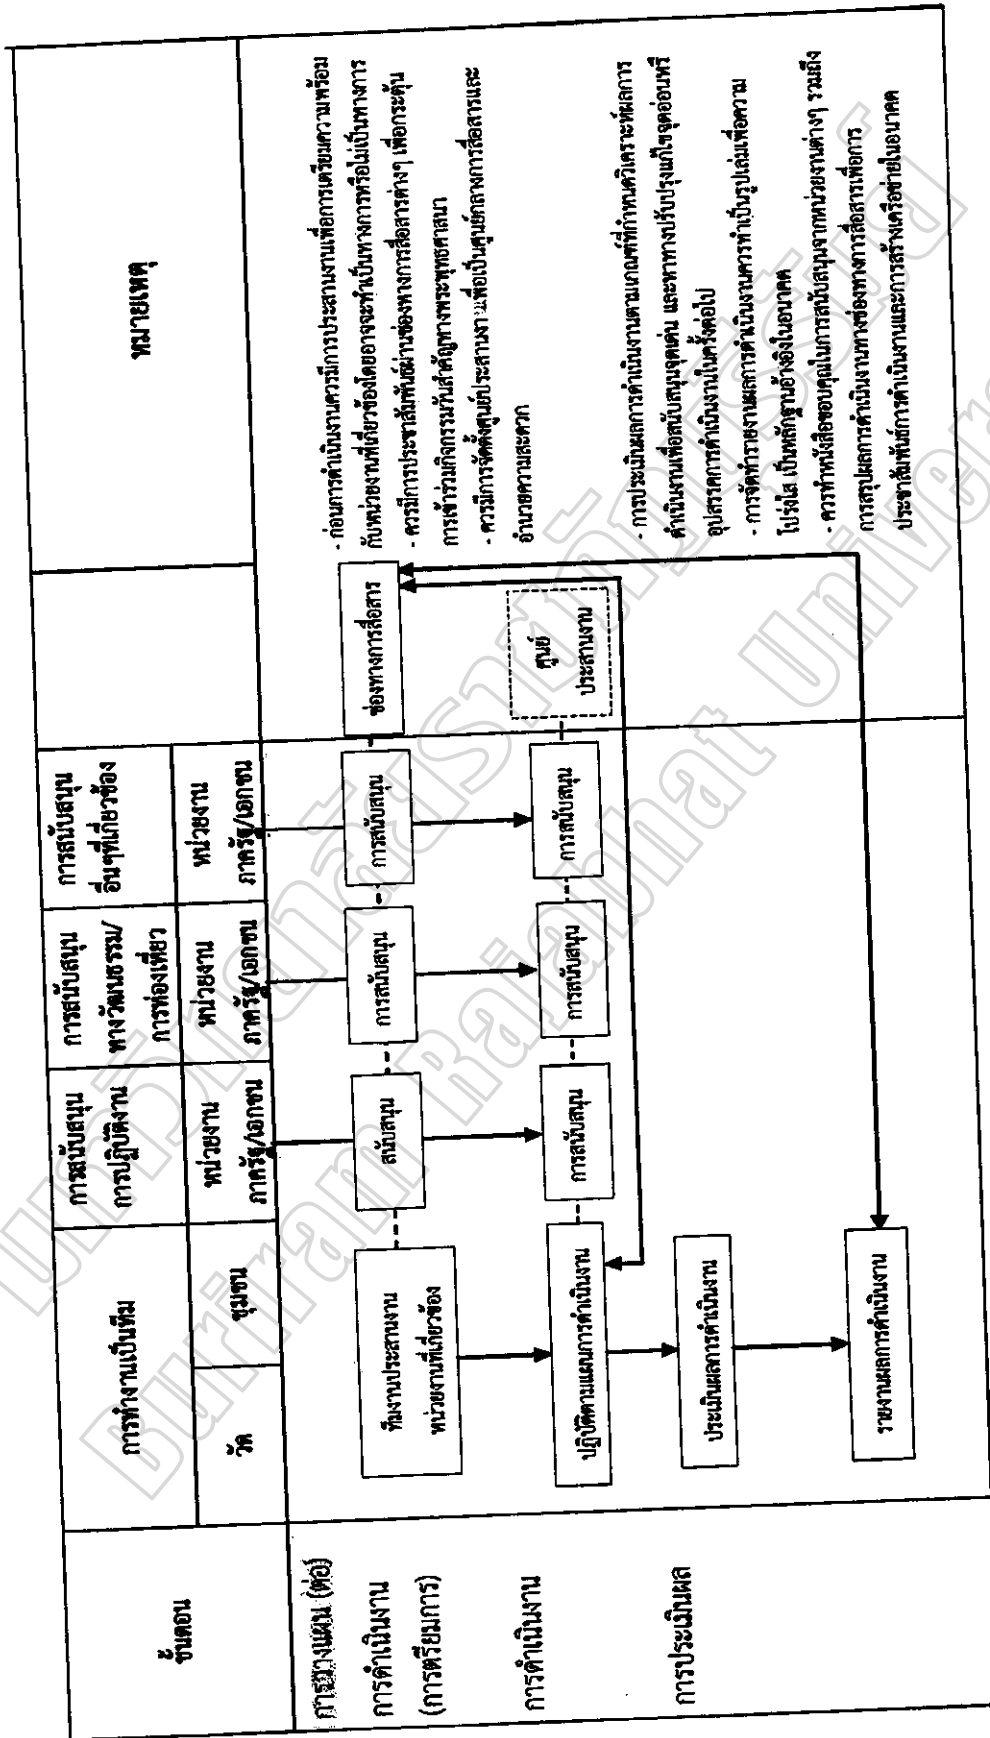 ขั้นตอน
การทำงานเป็นทีม
วัด
ชุมชน
การสนับสนุน
การปฏิบัติงาน
หน่วยงาน
ภาครัฐ/เอกชน
การสนับสนุน
ทางวัฒนธรรม/
การท่องเที่ยว
หน่วยงาน
ภาครัฐ/เอกชน
การสนับสนุน
อื่นๆที่เกี่ยวข้อง
หน่วยงาน
ภาครัฐ/เอกชน
หมายเหตุ
การวางแผน (ต่อ)
การดำเนินงาน
(การตรียมการ)
ทีมงานประสานงาน
หน่วยงานที่เกี่ยวข้อง
สนับสนุน
การสนับสนุน
การสนับสนุน
ช่องทางการสื่อสาร
- ก่อนการดำเนินงานควรมีการประสานงานเพื่อการเตรียมความพร้อม
กับหน่วยงานที่เกี่ยวข้องโดยอาจจะทำเป็นทางการหรือไม่เป็นทางการ
- ควรมีการประชาสัมพันธ์ผ่านช่องทางการสื่อสารต่างๆ เพื่อกระตุ้น
การเข้าร่วมกิจกรรมวันสำคัญทางพระพุทธศาสนา
- ควรมีการจัดตั้งศูนย์ประสานงานเพื่อเป็นศูนย์กลางการสื่อสารและ
อำนวยความสะดวก
การดำเนินงาน
ปฏิบัติตามแผนการดำเนินงาน
การสนับสนุน
การสนับสนุน
การสนับสนุน
ศูนย์
ประสานงาน
การประเมินผล
ประเมินผลการดำเนินงาน
รายงานผลการดำเนินงาน
- การประเมินผลการดำเนินงานตามเกณฑ์ที่กำหนดวิเคราะห์ผลการ
ดำเนินงานเพื่อสนับสนุนจุดเด่น และหาทางปรับปรุงแก้ไขจุดอ่อนหรื
อุปสรรคการดำเนินงานในครั้งต่อไป
- การจัดทำรายงานผลการดำเนินงานควรทำเป็นรูปเล่มเพื่อความ
โปร่งใส เป็นหลักฐานอ้างอิงในอนาคต
- ควรทำหนังสือขอบคุณในการสนับสนุนจากหน่วยงานต่างๆ รวมถึง
การสรุปผลการดำเนินงานทางช่องทางการสื่อสารเพื่อการ
ประชาสัมพันธ์การดำเนินงานและการสร้างเครือข่ายในอนาคต
มหาวิทยาลัยราชภัฏบุรีรัมย์
Buriram Rajabhat Univers